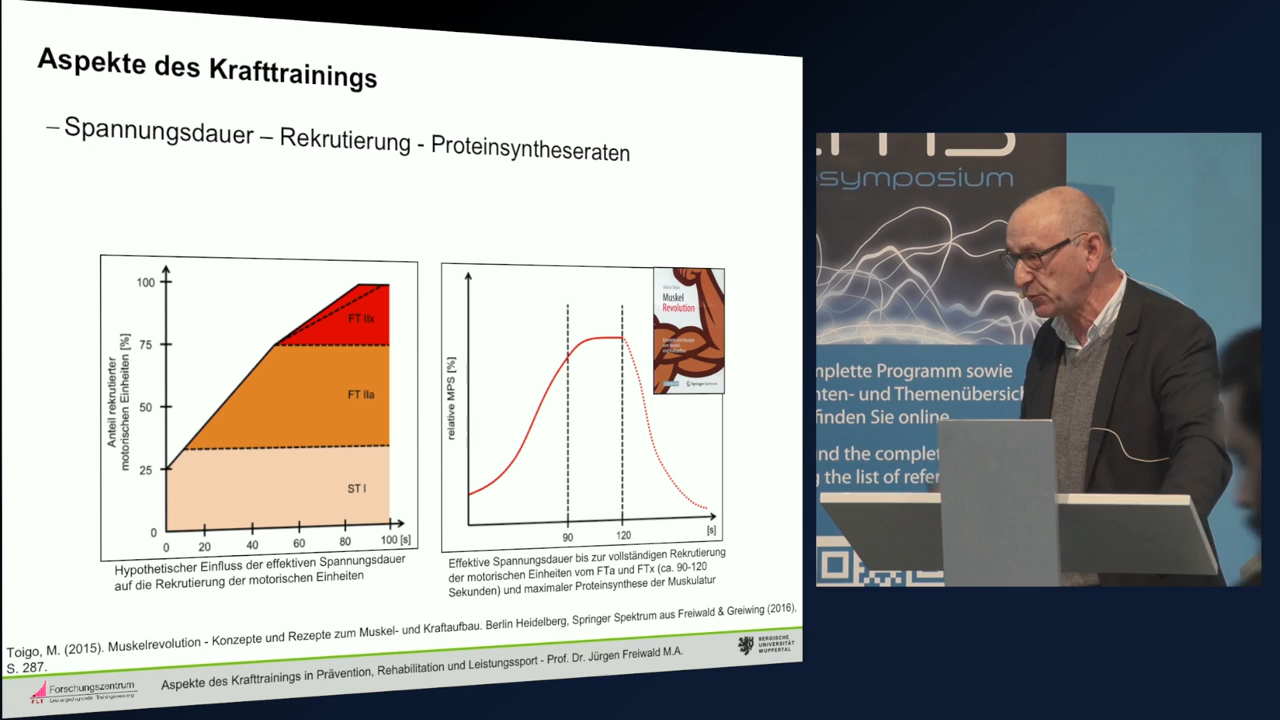 Aspekte des Krafttrainings
– Spannungsdauer – Rekrutierung - Proteinsyntheseraten
Anteil rekrutierter
motorischen Einheiten [%]
100
75
50
25
0
FT IIx
FT IIa
ST I
0 20 40 60 80 100 [s]
Hypothetischer Einfluss der effektiven Spannungsdauer
auf die Rekrutierung der motorischen Einheiten
relative MPS [%]
90 120 [s]
Muskel
Revolution
Springer Spektrum
Effektive Spannungsdauer bis zur vollständigen Rekrutierung
der motorischen Einheiten vom FTa und FTx (ca. 90-120
Sekunden) und maximaler Proteinsynthese der Muskulatur
Toigo, M. (2015). Muskelrevolution - Konzepte und Rezepte zum Muskel- und Kraftaufbau. Berlin Heidelberg, Springer Spektrum aus Freiwald & Greiwing (2016).
S. 287.
Forschungszentrum
FLT
Aspekte des Krafttrainings in Prävention, Rehabilitation und Leistungssport - Prof. Dr. Jürgen Freiwald M.A.
BERGISCHE
UNIVERSITÄT
WUPPERTAL
symposium
mplette Programm sowie
nten- und Themenübersic
finden Sie online
nd the complet
the list of refer